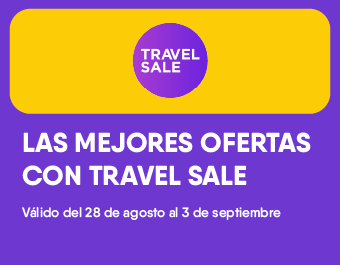 TRAVEL
SALE
LAS MEJORES OFERTAS
CON TRAVEL SALE
Válido del 28 de agosto al 3 de septiembre